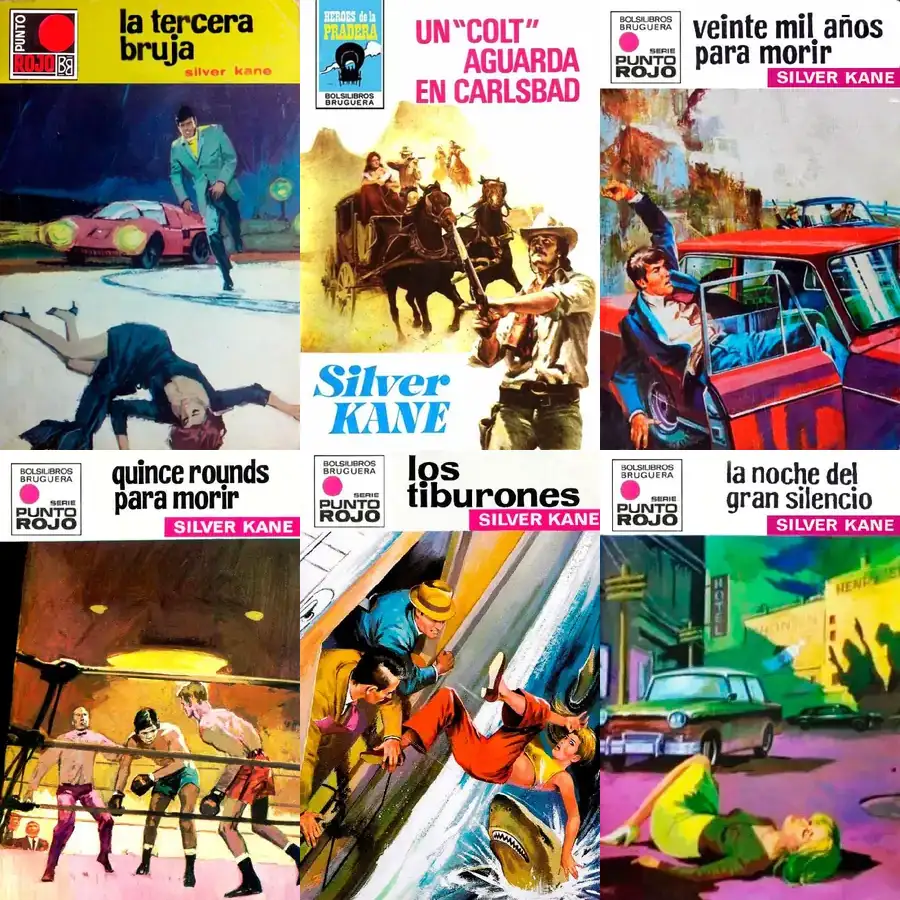 PUNTO
ROJO
la tercera
bruja
silver kane
HEROES de la
PRADERA
BOLSILIBROS
BRUGUERA
UN "COLT"
AGUARDA
EN CARLSBAD
Silver
KANE
BOLSILIBROS
BRUGUERA
SERIE
PUNTO
ROJO
veinte mil años
para morir
SILVER KANE
BOLSILIBROS
BRUGUERA
SERIE
PUNTO
ROJO
quince rounds
para morir
SILVER KANE
BOLSILIBROS
BRUGUERA
SERIE
PUNTO
ROJO
los
tiburones
SILVER KANE
BOLSILIBROS
BRUGUERA
SERIE
PUNTO
ROJO
la noche del
gran silencio
SILVER KANE
HOTEL